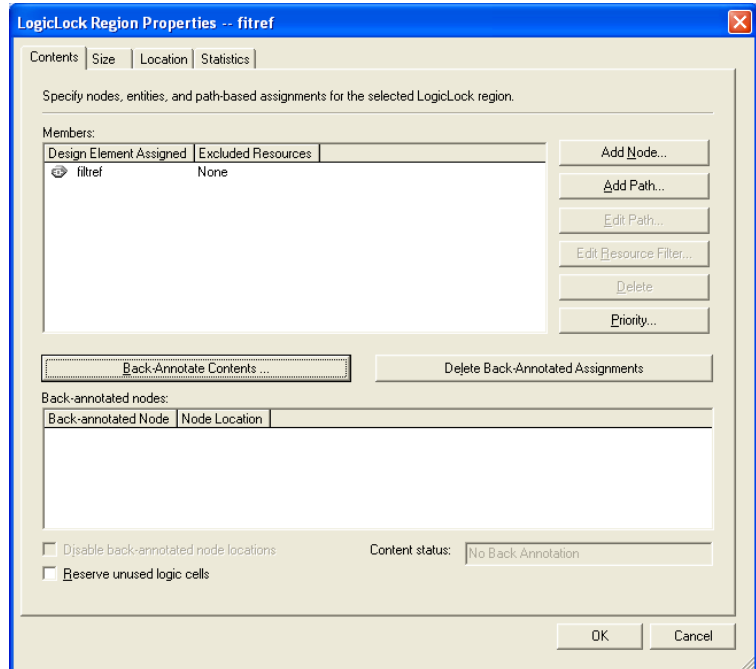 LogicLock Region Properties -- fitref
Contents Size Location Statistics
Specify nodes, entities, and path-based assignments for the selected LogicLock region.
Members:
Design Element Assigned Excluded Resources
filtref None
Add Node...
Add Path...
Edit Path...
Edit Resource Filter...
Delete
Priority...
Back-Annotate Contents ... Delete Back-Annotated Assignments
Back-annotated nodes:
Back-annotated Node Node Location
Disable back-annotated node locations Content status: No Back Annotation
Reserve unused logic cells
OK Cancel